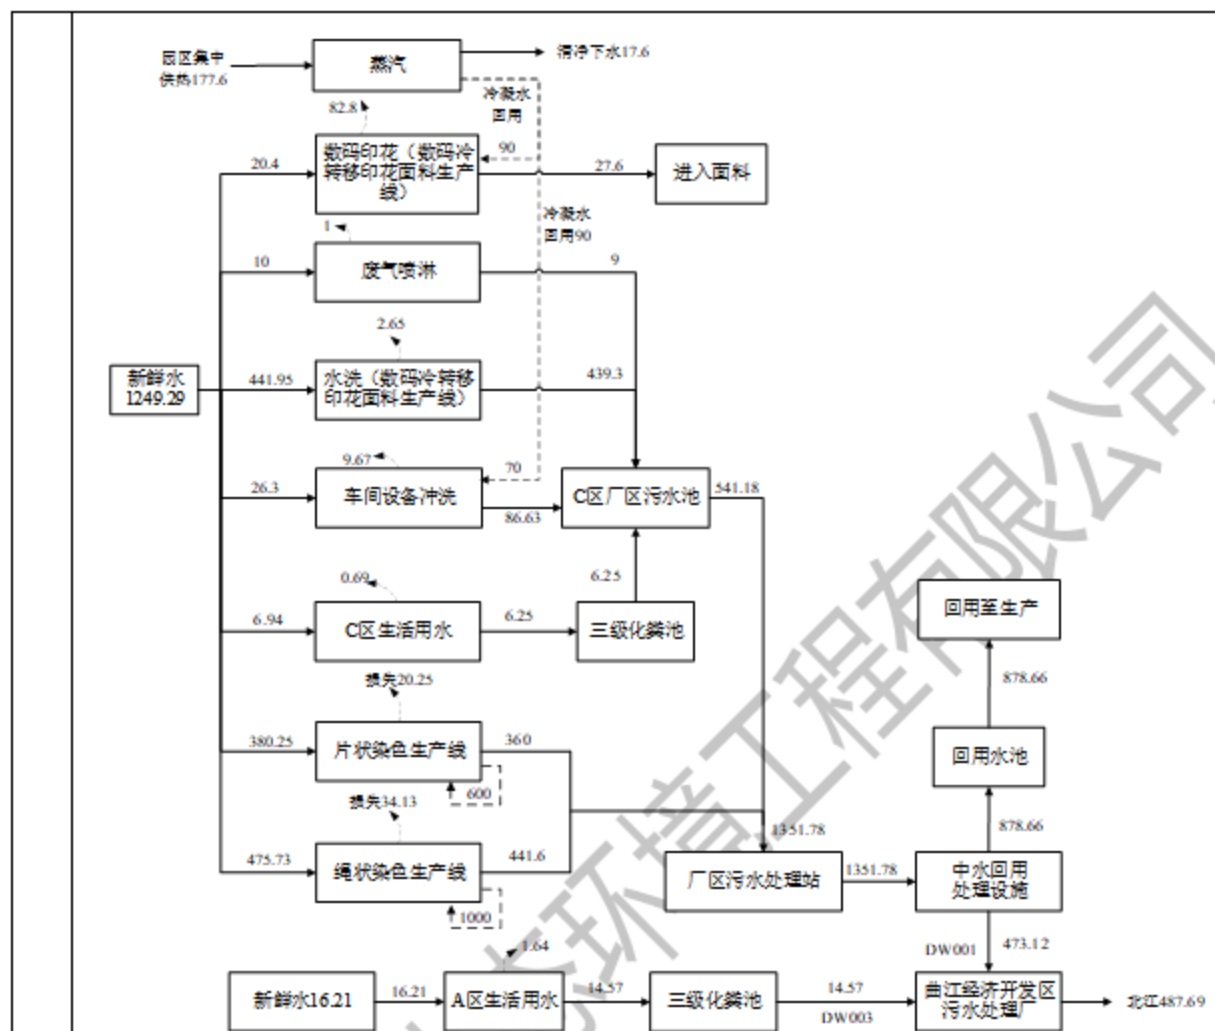 园区集中
供热177.6
蒸汽
清净下水17.6
冷凝水
回用
82.8
20.4
数码印花（数码冷
转移印花面料生产
线）
90
27.6
进入面料
冷凝水
回用90
1
10
废气喷淋
9
2.65
新鲜水
1249.29
441.95
水洗（数码冷转移
印花面料生产线）
439.3
9.67
70
26.3
车间设备冲洗
86.63
C区厂区污水池
541.18
0.69
6.25
6.94
C区生活用水
6.25
三级化粪池
回用至生产
878.66
损失20.25
380.25
片状染色生产线
360
600
回用水池
损失34.13
878.66
1351.78
475.73
绳状染色生产线
441.6
1000
厂区污水处理站
1351.78
中水回用
处理设施
DW001
473.12
1.64
新鲜水16.21
16.21
A区生活用水
14.57
三级化粪池
14.57
DW003
曲江经济开发区
污水处理厂
北江487.69
态环境工程有限公司